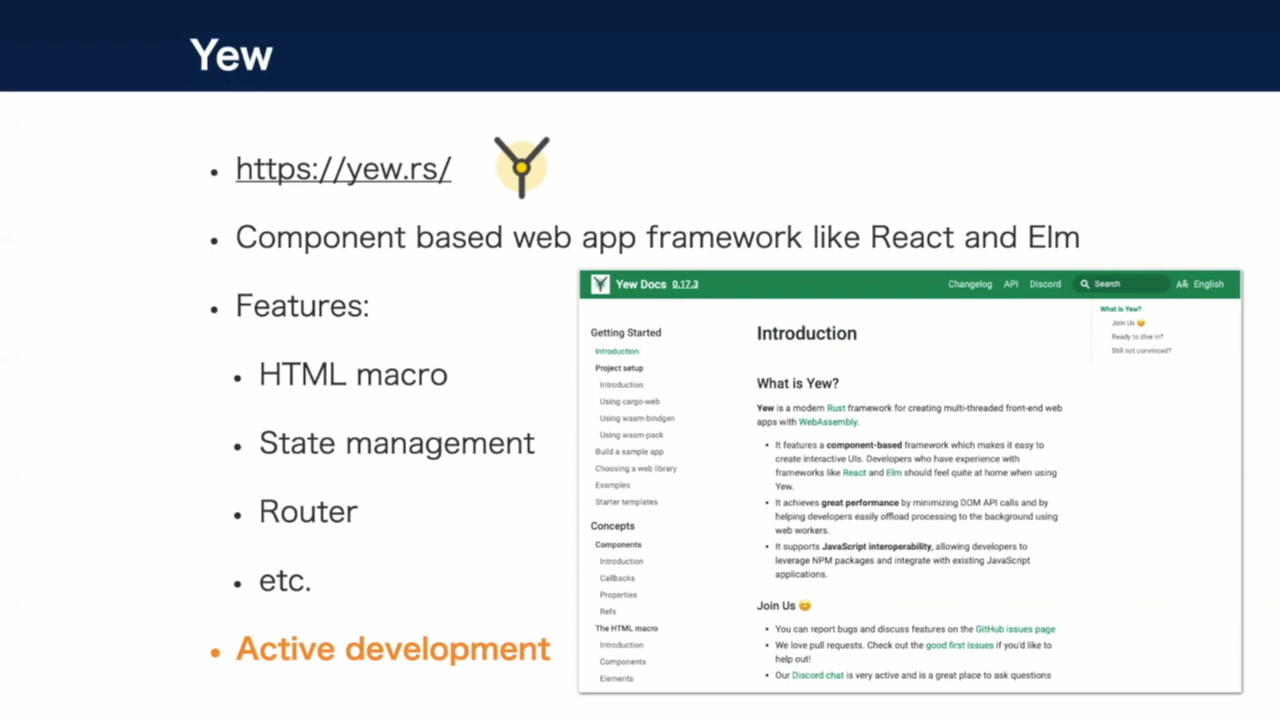 Yew
https://yew.rs/
Component based web app framework like React and Elm
Features:
HTML macro
State management
Router
etc.
Active development
Yew Docs 0.17.3
Changelog API Discord Search English
Getting Started
Introduction
Project setup
Introduction
Using cargo-web
Using wasm-bindgen
Using wasm-pack
Build a sample app
Choosing a web library
Examples
Starter templates
Concepts
Components
Introduction
Callbacks
Properties
Refs
The HTML macro
Introduction
Components
Elements
Introduction
What is Yew?
Yew is a modern Rust framework for creating multi-threaded front-end web
apps with WebAssembly.
It features a component-based framework which makes it easy to
create interactive UIs. Developers who have experience with
frameworks like React and Elm should feel quite at home when using
Yew.
It achieves great performance by minimizing DOM API calls and by
helping developers easily offload processing to the background using
web workers.
It supports JavaScript interoperability, allowing developers to
leverage NPM packages and integrate with existing JavaScript
applications.
Join Us 😊
You can report bugs and discuss features on the GitHub issues page
We love pull requests. Check out the good first issues if you'd like to
help out!
Our Discord chat is very active and is a great place to ask questions
What is Yew?
Join Us 😊
Ready to dive in?
Still not convinced?